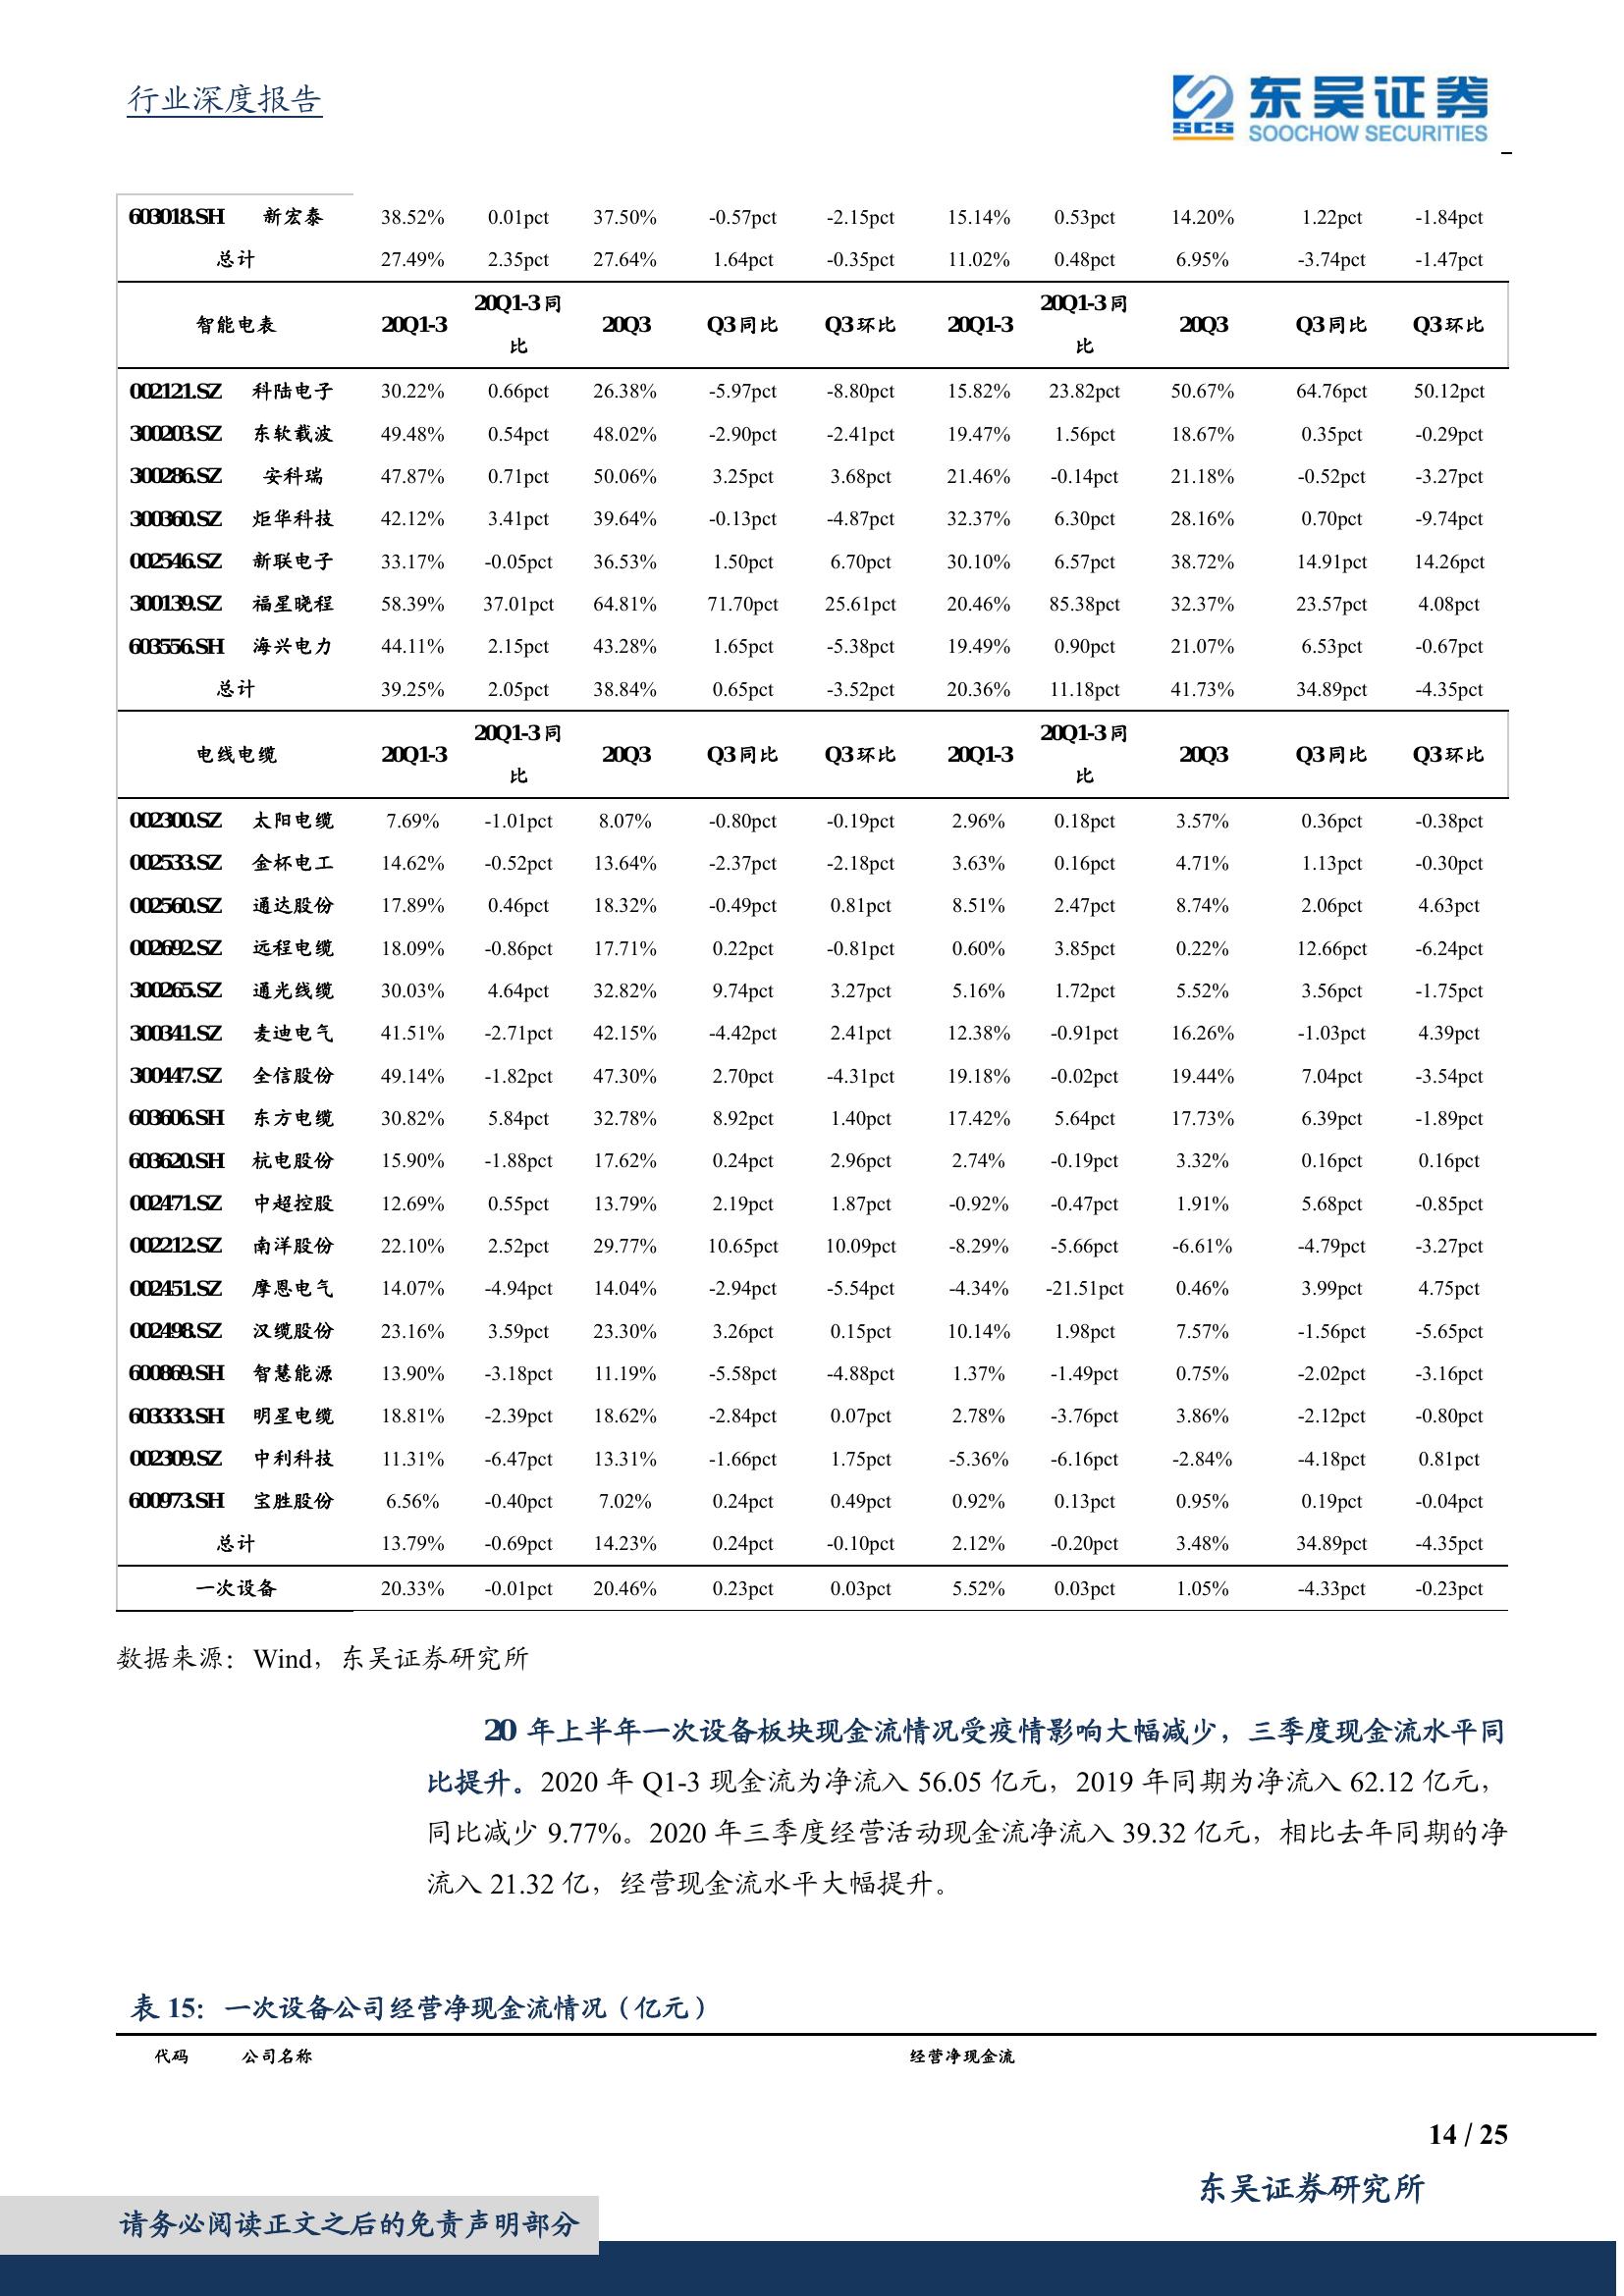 行业深度报告
SCS 东吴证券
SOOCHOW SECURITIES
603018.SH 新宏泰 38.52% 0.01pct 37.50% -0.57pct -2.15pct 15.14% 0.53pct 14.20% 1.22pct -1.84pct
总计 27.49% 2.35pct 27.64% 1.64pct -0.35pct 11.02% 0.48pct 6.95% -3.74pct -1.47pct
智能电表 20Q1-3 20Q1-3同比 20Q3 Q3同比 Q3环比 20Q1-3 20Q1-3同比 20Q3 Q3同比 Q3环比
002121.SZ 科陆电子 30.22% 0.66pct 26.38% -5.97pct -8.80pct 15.82% 23.82pct 50.67% 64.76pct 50.12pct
300203.SZ 东软载波 49.48% 0.54pct 48.02% -2.90pct -2.41pct 19.47% 1.56pct 18.67% 0.35pct -0.29pct
300286.SZ 安科瑞 47.87% 0.71pct 50.06% 3.25pct 3.68pct 21.46% -0.14pct 21.18% -0.52pct -3.27pct
300360.SZ 炬华科技 42.12% 3.41pct 39.64% -0.13pct -4.87pct 32.37% 6.30pct 28.16% 0.70pct -9.74pct
002546.SZ 新联电子 33.17% -0.05pct 36.53% 1.50pct 6.70pct 30.10% 6.57pct 38.72% 14.91pct 14.26pct
300139.SZ 福星晓程 58.39% 37.01pct 64.81% 71.70pct 25.61pct 20.46% 85.38pct 32.37% 23.57pct 4.08pct
603556.SH 海兴电力 44.11% 2.15pct 43.28% 1.65pct -5.38pct 19.49% 0.90pct 21.07% 6.53pct -0.67pct
总计 39.25% 2.05pct 38.84% 0.65pct -3.52pct 20.36% 11.18pct 41.73% 34.89pct -4.35pct
电线电缆 20Q1-3 20Q1-3同比 20Q3 Q3同比 Q3环比 20Q1-3 20Q1-3同比 20Q3 Q3同比 Q3环比
002300.SZ 太阳电缆 7.69% -1.01pct 8.07% -0.80pct -0.19pct 2.96% 0.18pct 3.57% 0.36pct -0.38pct
002533.SZ 金杯电工 14.62% -0.52pct 13.64% -2.37pct -2.18pct 3.63% 0.16pct 4.71% 1.13pct -0.30pct
002560.SZ 通达股份 17.89% 0.46pct 18.32% -0.49pct 0.81pct 8.51% 2.47pct 8.74% 2.06pct 4.63pct
002692.SZ 远程电缆 18.09% -0.86pct 17.71% 0.22pct -0.81pct 0.60% 3.85pct 0.22% 12.66pct -6.24pct
300265.SZ 通光线缆 30.03% 4.64pct 32.82% 9.74pct 3.27pct 5.16% 1.72pct 5.52% 3.56pct -1.75pct
300341.SZ 麦迪电气 41.51% -2.71pct 42.15% -4.42pct 2.41pct 12.38% -0.91pct 16.26% -1.03pct 4.39pct
300447.SZ 全信股份 49.14% -1.82pct 47.30% 2.70pct -4.31pct 19.18% -0.02pct 19.44% 7.04pct -3.54pct
603606.SH 东方电缆 30.82% 5.84pct 32.78% 8.92pct 1.40pct 17.42% 5.64pct 17.73% 6.39pct -1.89pct
603620.SH 杭电股份 15.90% -1.88pct 17.62% 0.24pct 2.96pct 2.74% -0.19pct 3.32% 0.16pct 0.16pct
002471.SZ 中超控股 12.69% 0.55pct 13.79% 2.19pct 1.87pct -0.92% -0.47pct 1.91% 5.68pct -0.85pct
002212.SZ 南洋股份 22.10% 2.52pct 29.77% 10.65pct 10.09pct -8.29% -5.66pct -6.61% -4.79pct -3.27pct
002451.SZ 摩恩电气 14.07% -4.94pct 14.04% -2.94pct -5.54pct -4.34% -21.51pct 0.46% 3.99pct 4.75pct
002498.SZ 汉缆股份 23.16% 3.59pct 23.30% 3.26pct 0.15pct 10.14% 1.98pct 7.57% -1.56pct -5.65pct
600869.SH 智慧能源 13.90% -3.18pct 11.19% -5.58pct -4.88pct 1.37% -1.49pct 0.75% -2.02pct -3.16pct
603333.SH 明星电缆 18.81% -2.39pct 18.62% -2.84pct 0.07pct 2.78% -3.76pct 3.86% -2.12pct -0.80pct
002309.SZ 中利科技 11.31% -6.47pct 13.31% -1.66pct 1.75pct -5.36% -6.16pct -2.84% -4.18pct 0.81pct
600973.SH 宝胜股份 6.56% -0.40pct 7.02% 0.24pct 0.49pct 0.92% 0.13pct 0.95% 0.19pct -0.04pct
总计 13.79% -0.69pct 14.23% 0.24pct -0.10pct 2.12% -0.20pct 3.48% 34.89pct -4.35pct
一次设备 20.33% -0.01pct 20.46% 0.23pct 0.03pct 5.52% 0.03pct 1.05% -4.33pct -0.23pct
数据来源：Wind，东吴证券研究所
20 年上半年一次设备板块现金流情况受疫情影响大幅减少，三季度现金流水平同
比提升。2020 年 Q1-3 现金流为净流入 56.05 亿元，2019 年同期为净流入 62.12 亿元，
同比减少 9.77%。2020 年三季度经营活动现金流净流入 39.32 亿元，相比去年同期的净
流入 21.32 亿，经营现金流水平大幅提升。
表 15：一次设备公司经营净现金流情况（亿元）
代码 公司名称 经营净现金流
14 / 25
东吴证券研究所
请务必阅读正文之后的免责声明部分